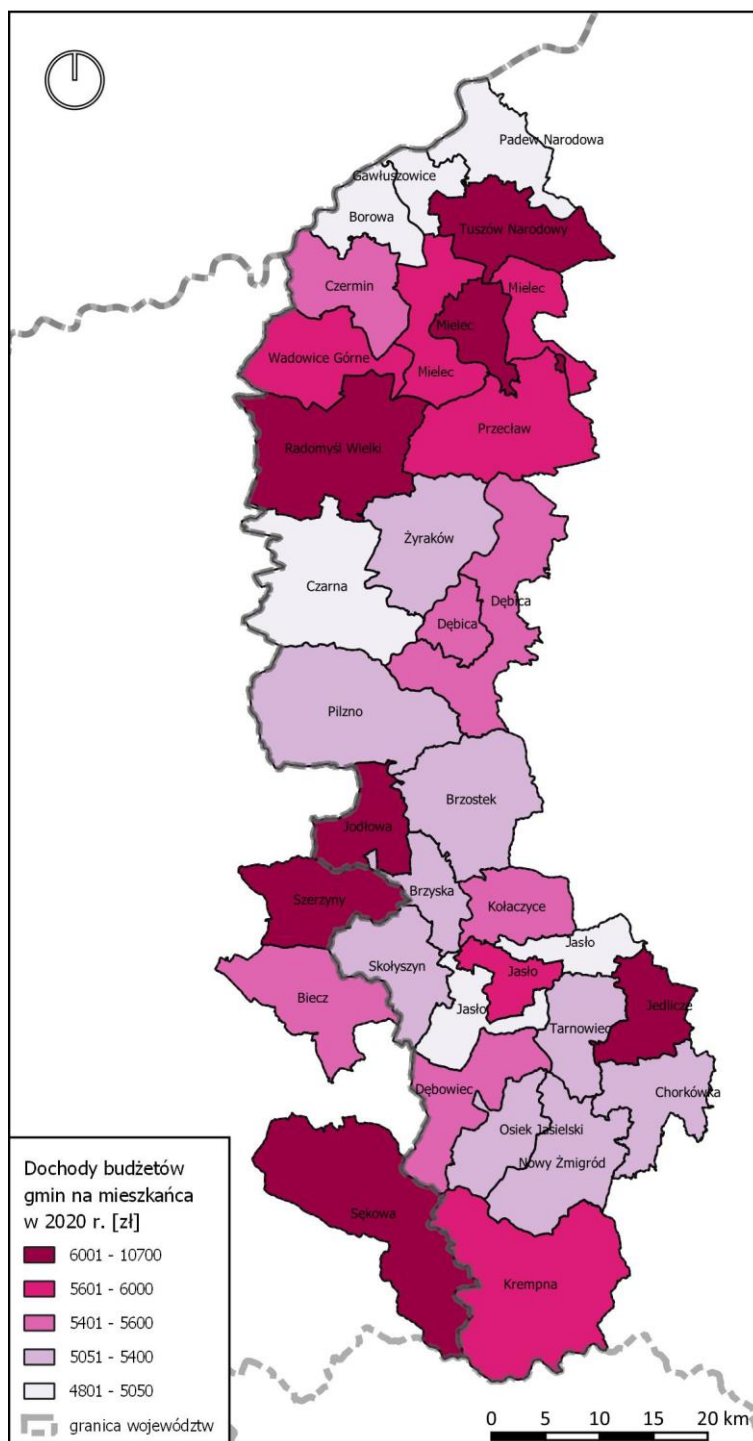 Padew Narodowa
Gawłuszowice
Borowa
Tuszów Narodowy
Czermin
Mielec
Mielec
Wadowice Górne
Mielec
Przecław
Radomyśl Wielki
Żyraków
Czarna
Dębica
Dębica
Pilzno
Brzostek
Jodłowa
Brzyska
Szerzyny
Kołaczyce
Jasło
Skołyszyn
Jasło
Biecz
Jasło
Jedlicze
Tarnowiec
Dębowiec
Chorkówka
Osiek Jasielski
Nowy Żmigród
Sękowa
Krempna
Dochody budżetów
gmin na mieszkańca
w 2020 r. [zł]
6001 - 10700
5601 - 6000
5401 - 5600
5051 - 5400
4801 - 5050
granica województw
0 5 10 15 20 km